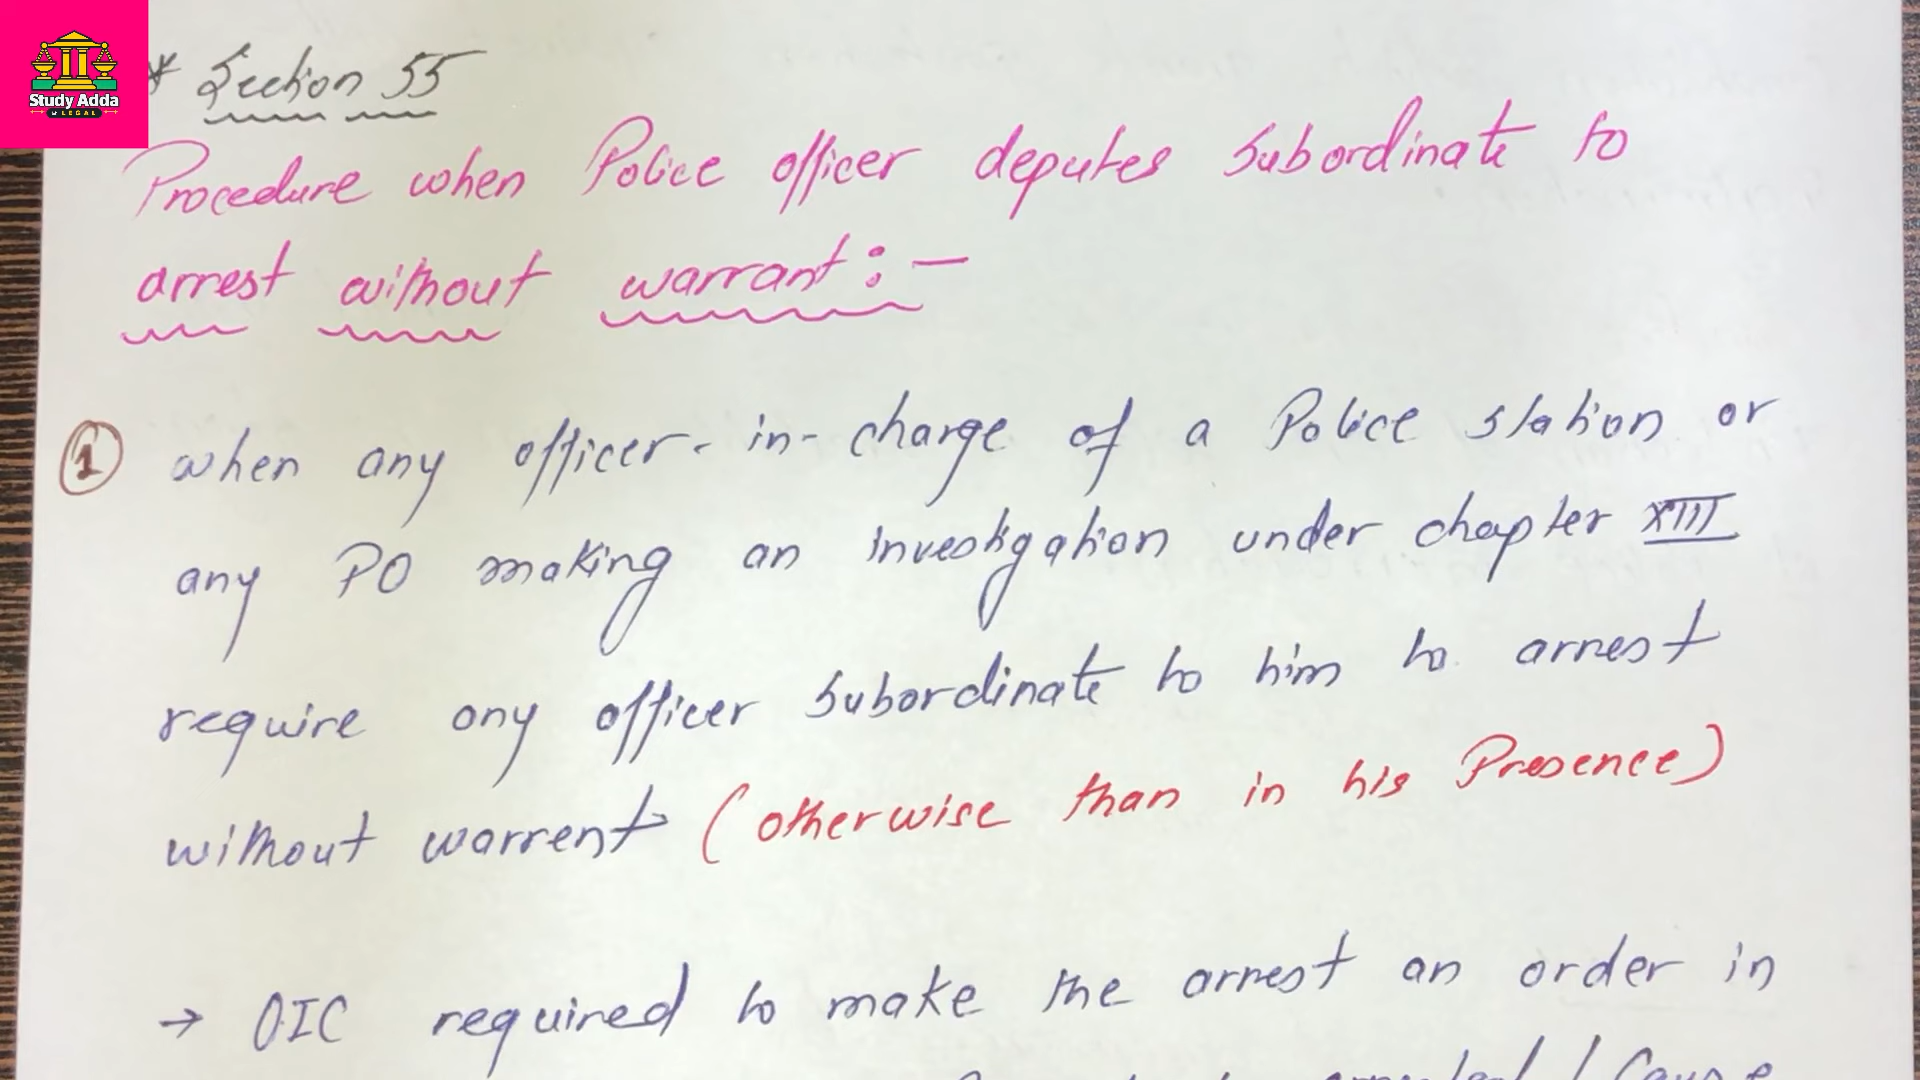 Study Adda
LEGAL
* Section 55
Procedure when Police officer deputes Subordinate to
arrest without warrant : —
1 when any officer-in-charge of a Police station or
any PO making an investigation under chapter XIII
require any officer Subordinate to him to arrest
without warrent (otherwise than in his Presence)
→ OIC required to make the arrest an order in